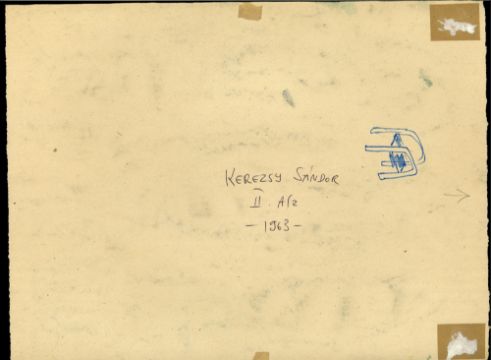 KEREZSY SÁNDOR
II. A/2
- 1963 -